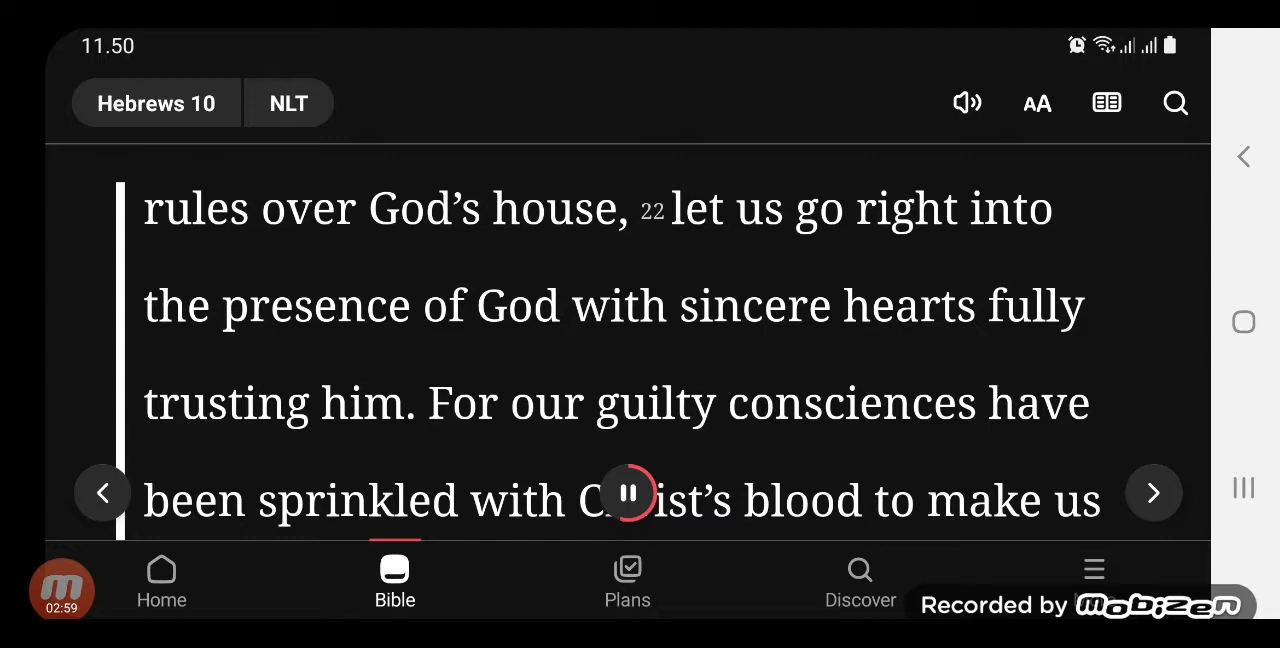 11.50
Hebrews 10 NLT
AA
rules over God’s house, 22 let us go right into
the presence of God with sincere hearts fully
trusting him. For our guilty consciences have
been sprinkled with C ist’s blood to make us
02:59
Home Bible Plans Discover
Recorded by mobizen